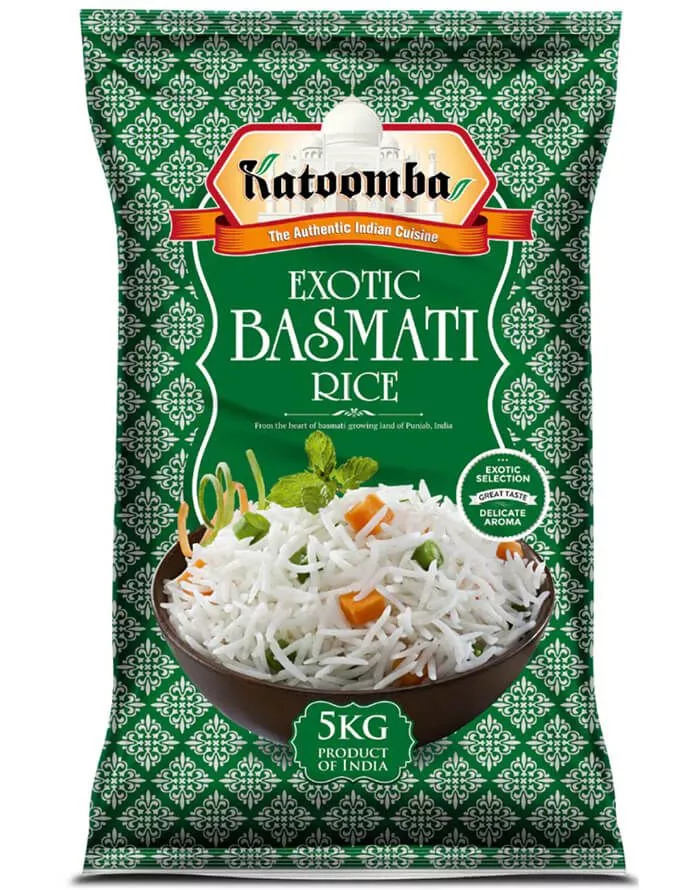 Katoomba
The Authentic Indian Cuisine
EXOTIC
BASMATI
RICE
From the heart of basmati growing land of Punjab, India
EXOTIC
SELECTION
GREAT TASTE
DELICATE
AROMA
5KG
PRODUCT
OF INDIA